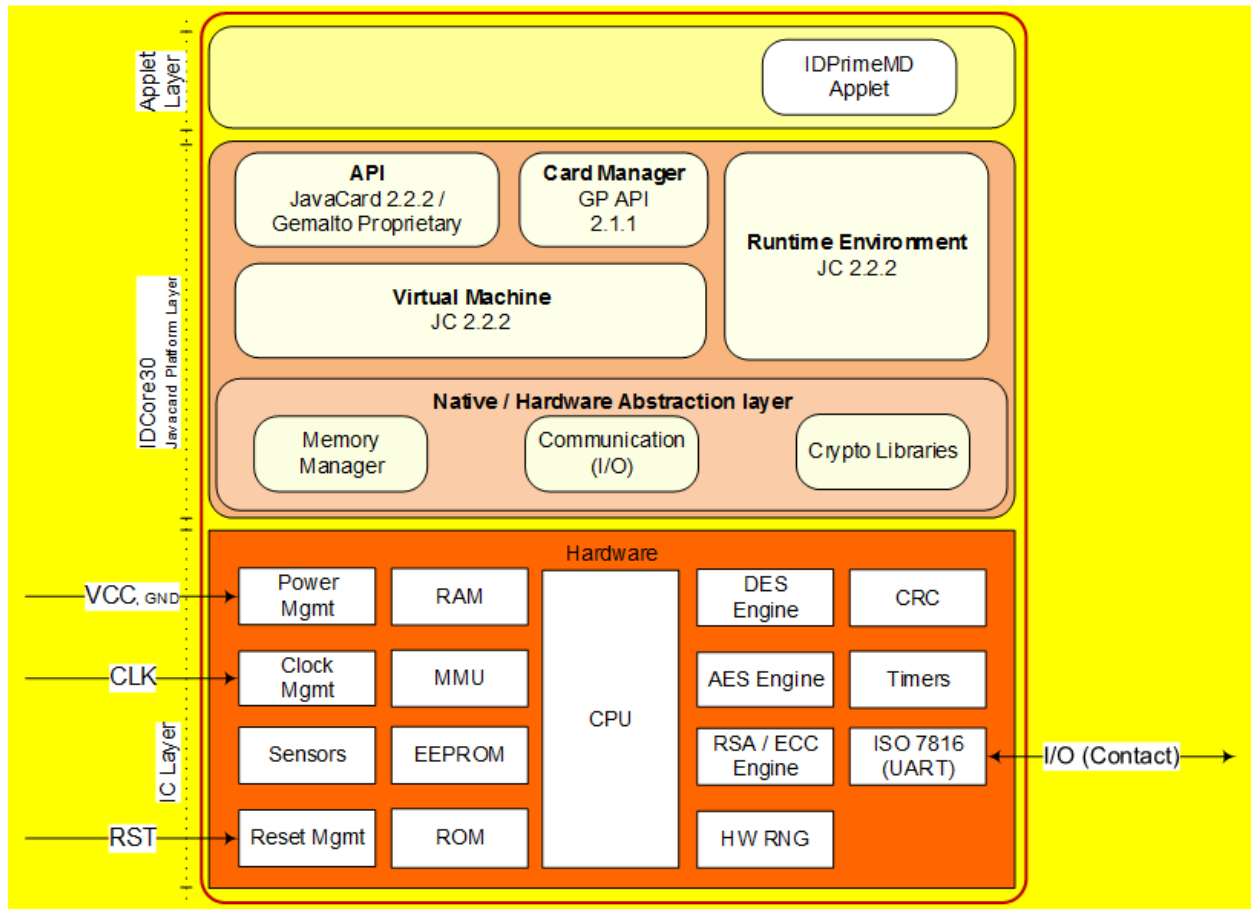 Applet
Layer
IDPrimeMD
Applet
IDCore30
Javacard Platform Layer
API
JavaCard 2.2.2 /
Gemalto Proprietary
Card Manager
GP API
2.1.1
Runtime Environment
JC 2.2.2
Virtual Machine
JC 2.2.2
Native / Hardware Abstraction layer
Memory
Manager
Communication
(I/O)
Crypto Libraries
IC Layer
Hardware
VCC, GND
Power
Mgmt
RAM
CPU
DES
Engine
CRC
CLK
Clock
Mgmt
MMU
AES Engine
Timers
Sensors
EEPROM
RSA / ECC
Engine
ISO 7816
(UART)
I/O (Contact)
RST
Reset Mgmt
ROM
HW RNG